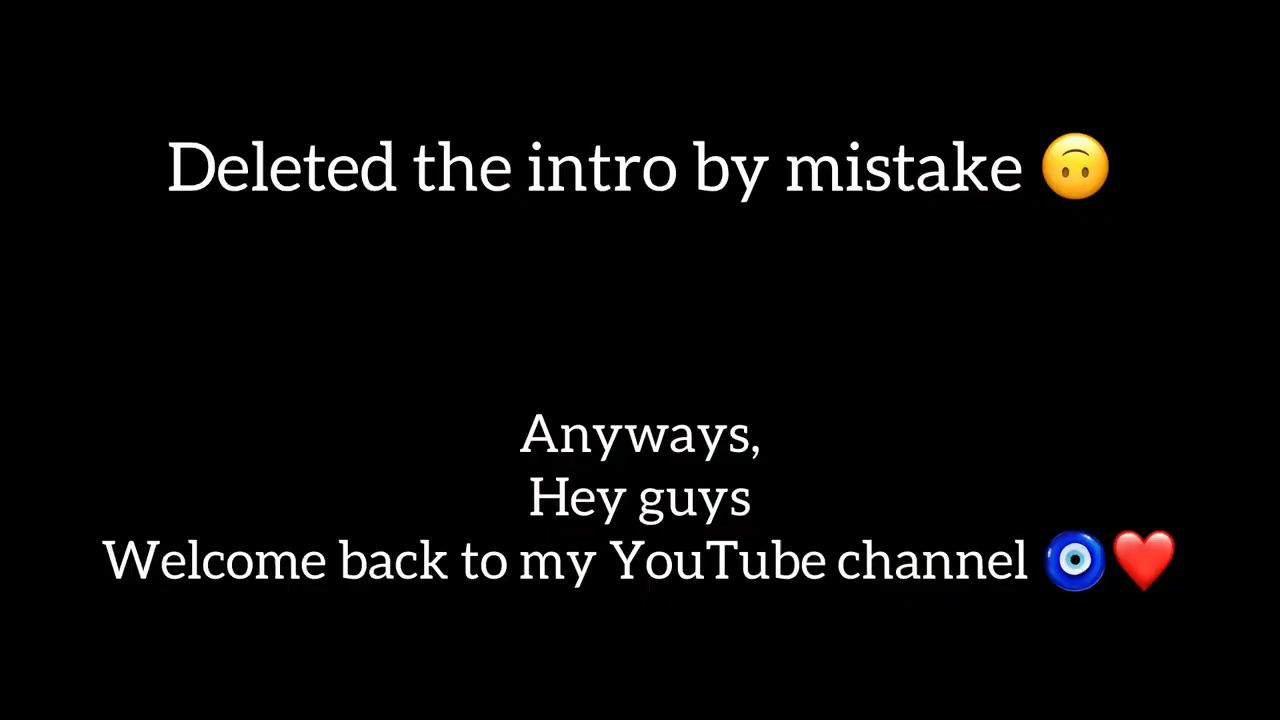 Deleted the intro by mistake 🙃
Anyways,
Hey guys
Welcome back to my YouTube channel 🧿❤️